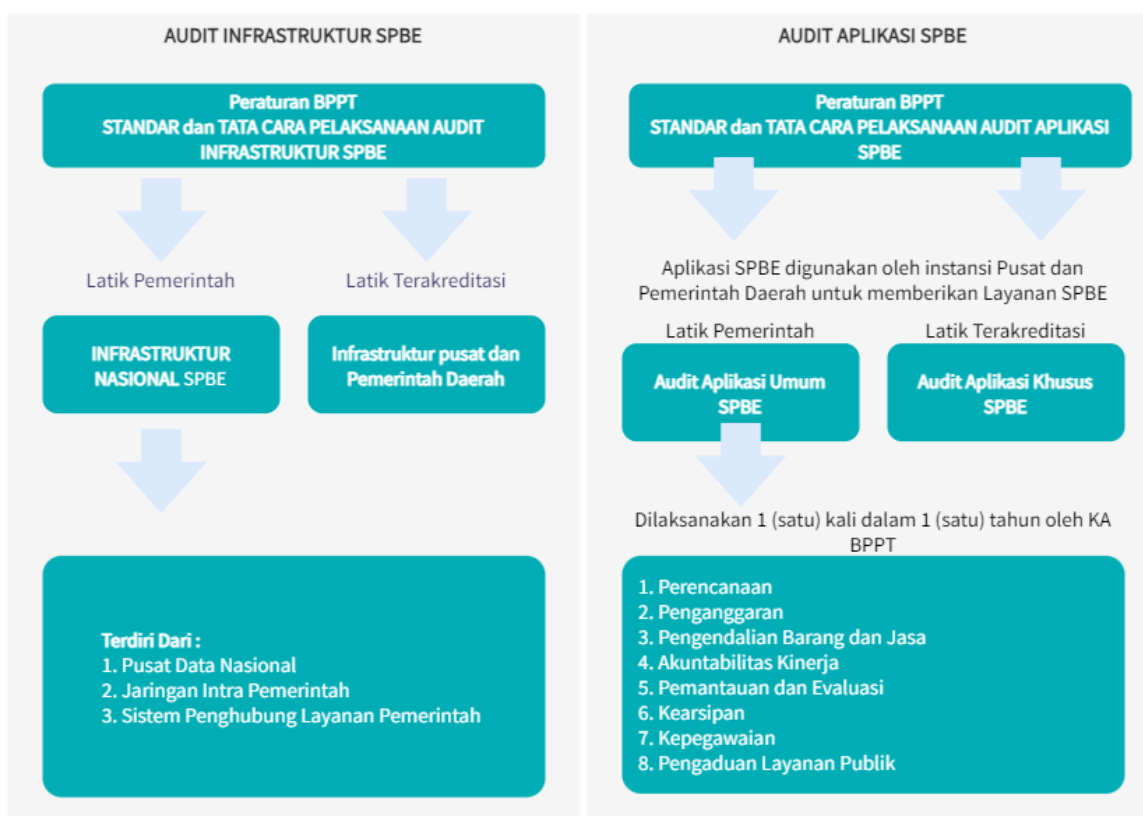 AUDIT INFRASTRUKTUR SPBE
Peraturan BPPT
STANDAR dan TATA CARA PELAKSANAAN AUDIT
INFRASTRUKTUR SPBE
Latik Pemerintah
Latik Terakreditasi
INFRASTRUKTUR
NASIONAL SPBE
Infrastruktur pusat dan
Pemerintah Daerah
Terdiri Dari :
1. Pusat Data Nasional
2. Jaringan Intra Pemerintah
3. Sistem Penghubung Layanan Pemerintah
AUDIT APLIKASI SPBE
Peraturan BPPT
STANDAR dan TATA CARA PELAKSANAAN AUDIT APLIKASI
SPBE
Aplikasi SPBE digunakan oleh instansi Pusat dan
Pemerintah Daerah untuk memberikan Layanan SPBE
Latik Pemerintah
Latik Terakreditasi
Audit Aplikasi Umum
SPBE
Audit Aplikasi Khusus
SPBE
Dilaksanakan 1 (satu) kali dalam 1 (satu) tahun oleh KA
BPPT
1. Perencanaan
2. Penganggaran
3. Pengendalian Barang dan Jasa
4. Akuntabilitas Kinerja
5. Pemantauan dan Evaluasi
6. Kearsipan
7. Kepegawaian
8. Pengaduan Layanan Publik